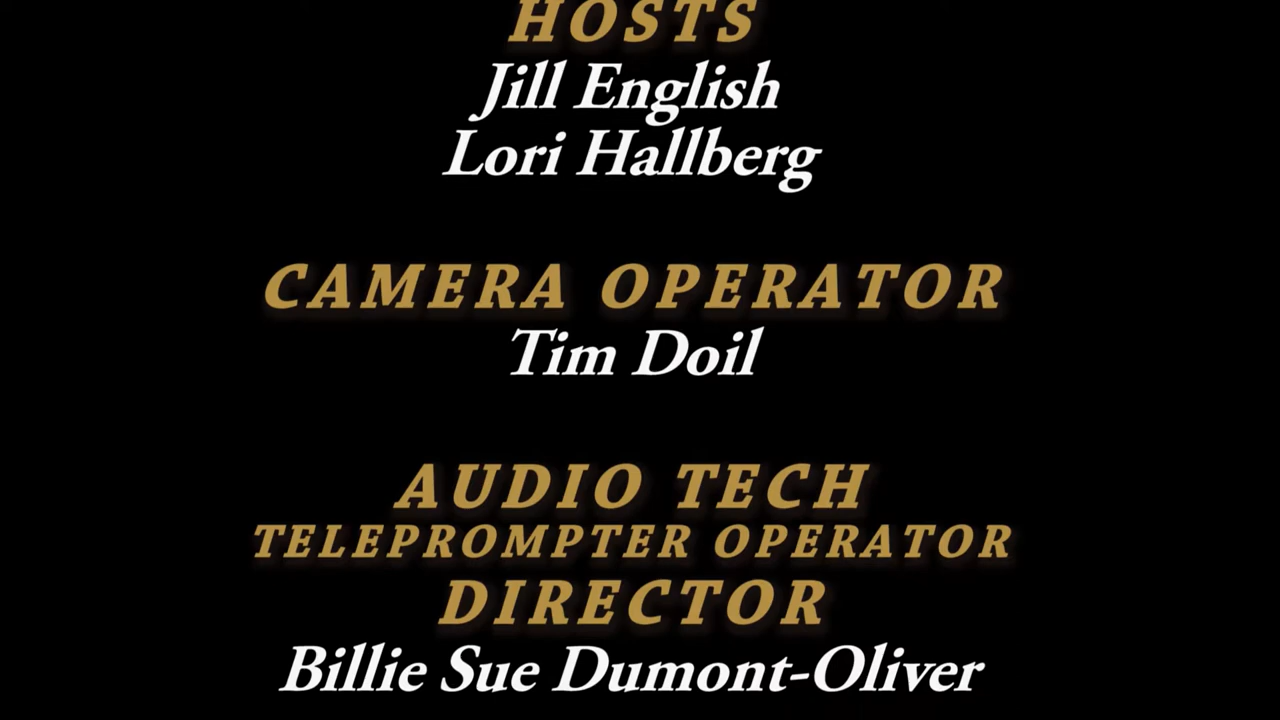 HOSTS
Jill English
Lori Hallberg
CAMERA OPERATOR
Tim Doil
AUDIO TECH
TELEPROMPTER OPERATOR
DIRECTOR
Billie Sue Dumont-Oliver